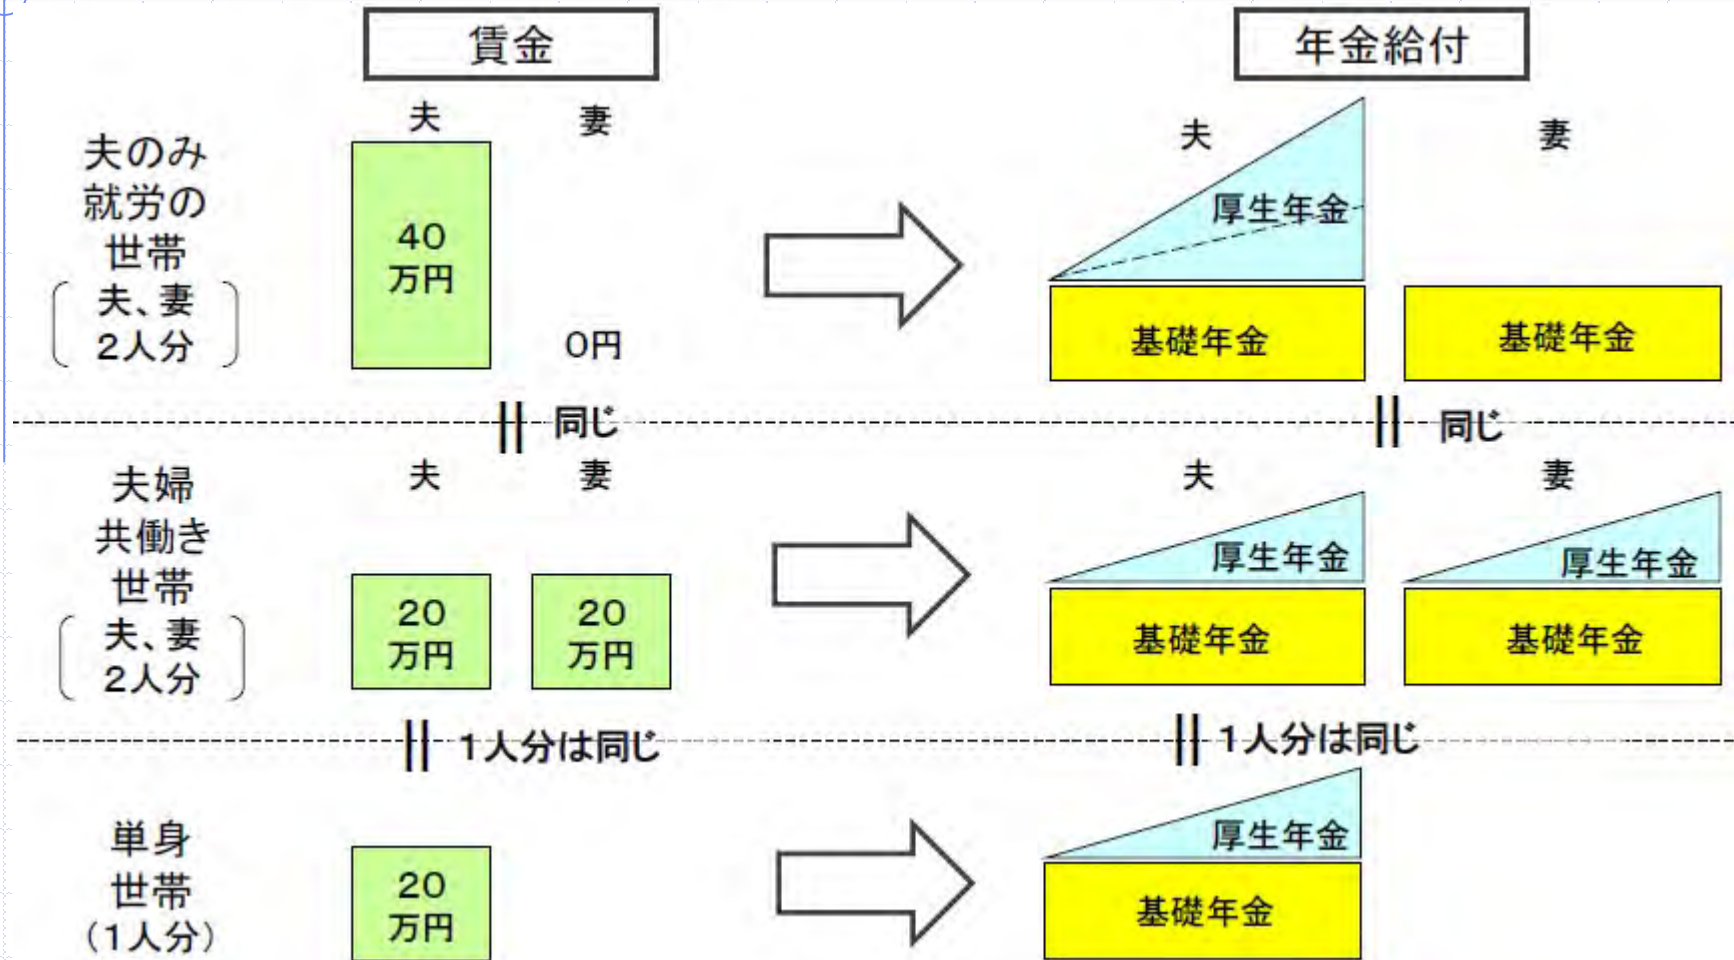 賃金
年金給付
夫
妻
夫
妻
夫のみ
就労の
世帯
夫、妻
2人分
40
万円
0円
厚生年金
基礎年金
基礎年金
同じ
同じ
夫
妻
夫
妻
夫婦
共働き
世帯
夫、妻
2人分
20
万円
20
万円
厚生年金
厚生年金
基礎年金
基礎年金
1人分は同じ
1人分は同じ
単身
世帯
(1人分)
20
万円
厚生年金
基礎年金